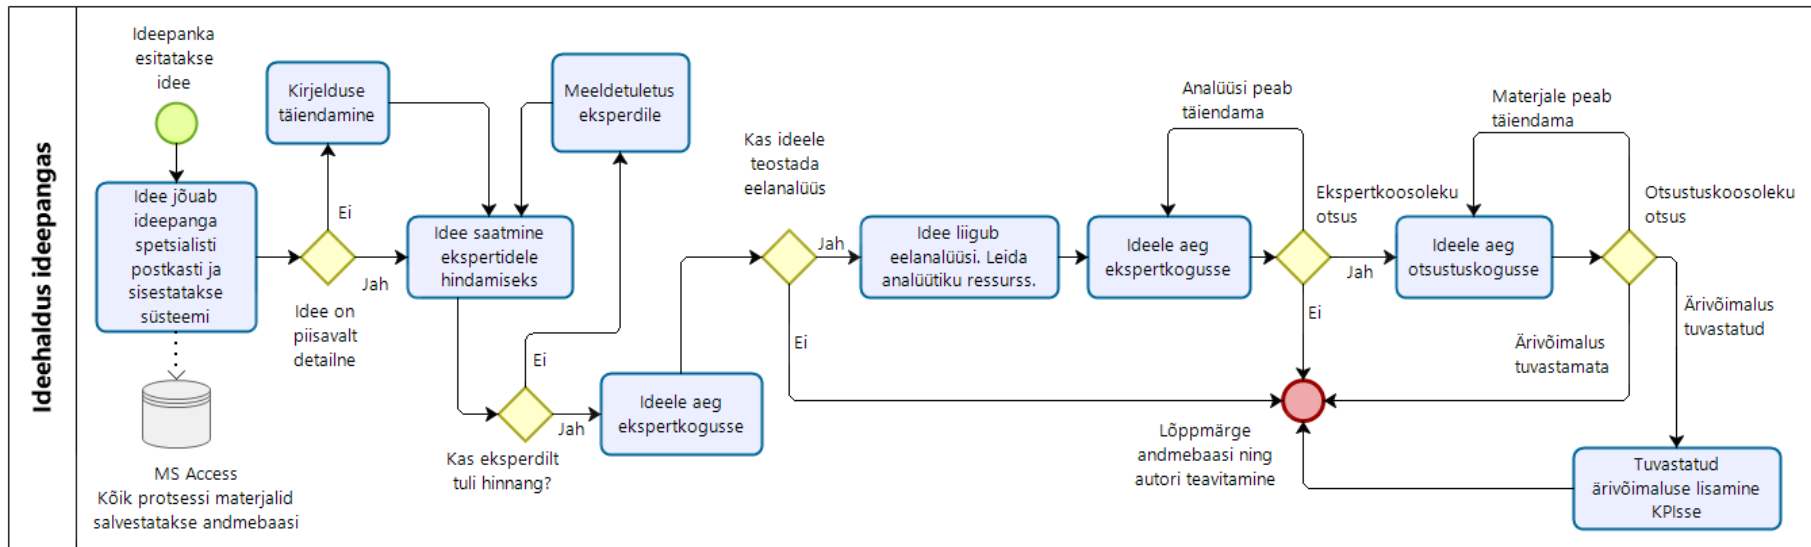 Ideehaldus ideepangas
Ideepanka
esitatakse
idee
Idee jõuab
ideepanga
spetsialisti
postkasti ja
sisestatakse
süsteemi
MS Access
Kõik protsessi materjalid
salvestatakse andmebaasi
Kirjelduse
täiendamine
Ei
Jah
Idee on
piisavalt
detailne
Idee saatmine
ekspertidele
hindamiseks
Meeldetuletus
eksperdile
Ei
Jah
Kas eksperdilt
tuli hinnang?
Ideele aeg
ekspertkogusse
Kas ideele
teostada
eelanalüüs
Jah
Ei
Idee liigub
eelanalüüsi. Leida
analüütiku ressurss.
Analüüsi peab
täiendama
Ideele aeg
ekspertkogusse
Ekspertkoosoleku
otsus
Jah
Ei
Materjale peab
täiendama
Ideele aeg
otsustuskogusse
Otsustuskoosoleku
otsus
Ärivõimalus
tuvastatud
Ärivõimalus
tuvastamata
Lõppmärge
andmebaasi ning
autori teavitamine
Tuvastatud
ärivõimaluse lisamine
KPIsse